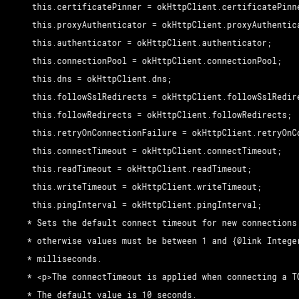 this.certificatePinner = okHttpClient.certificatePinne
this.proxyAuthenticator = okHttpClient.proxyAuthentica
this.authenticator = okHttpClient.authenticator;
this.connectionPool = okHttpClient.connectionPool;
this.dns = okHttpClient.dns;
this.followSslRedirects = okHttpClient.followSslRedire
this.followRedirects = okHttpClient.followRedirects;
this.retryOnConnectionFailure = okHttpClient.retryOnCo
this.connectTimeout = okHttpClient.connectTimeout;
this.readTimeout = okHttpClient.readTimeout;
this.writeTimeout = okHttpClient.writeTimeout;
this.pingInterval = okHttpClient.pingInterval;
* Sets the default connect timeout for new connections
* otherwise values must be between 1 and {@link Integer
* milliseconds.
* <p>The connectTimeout is applied when connecting a TC
* The default value is 10 seconds.